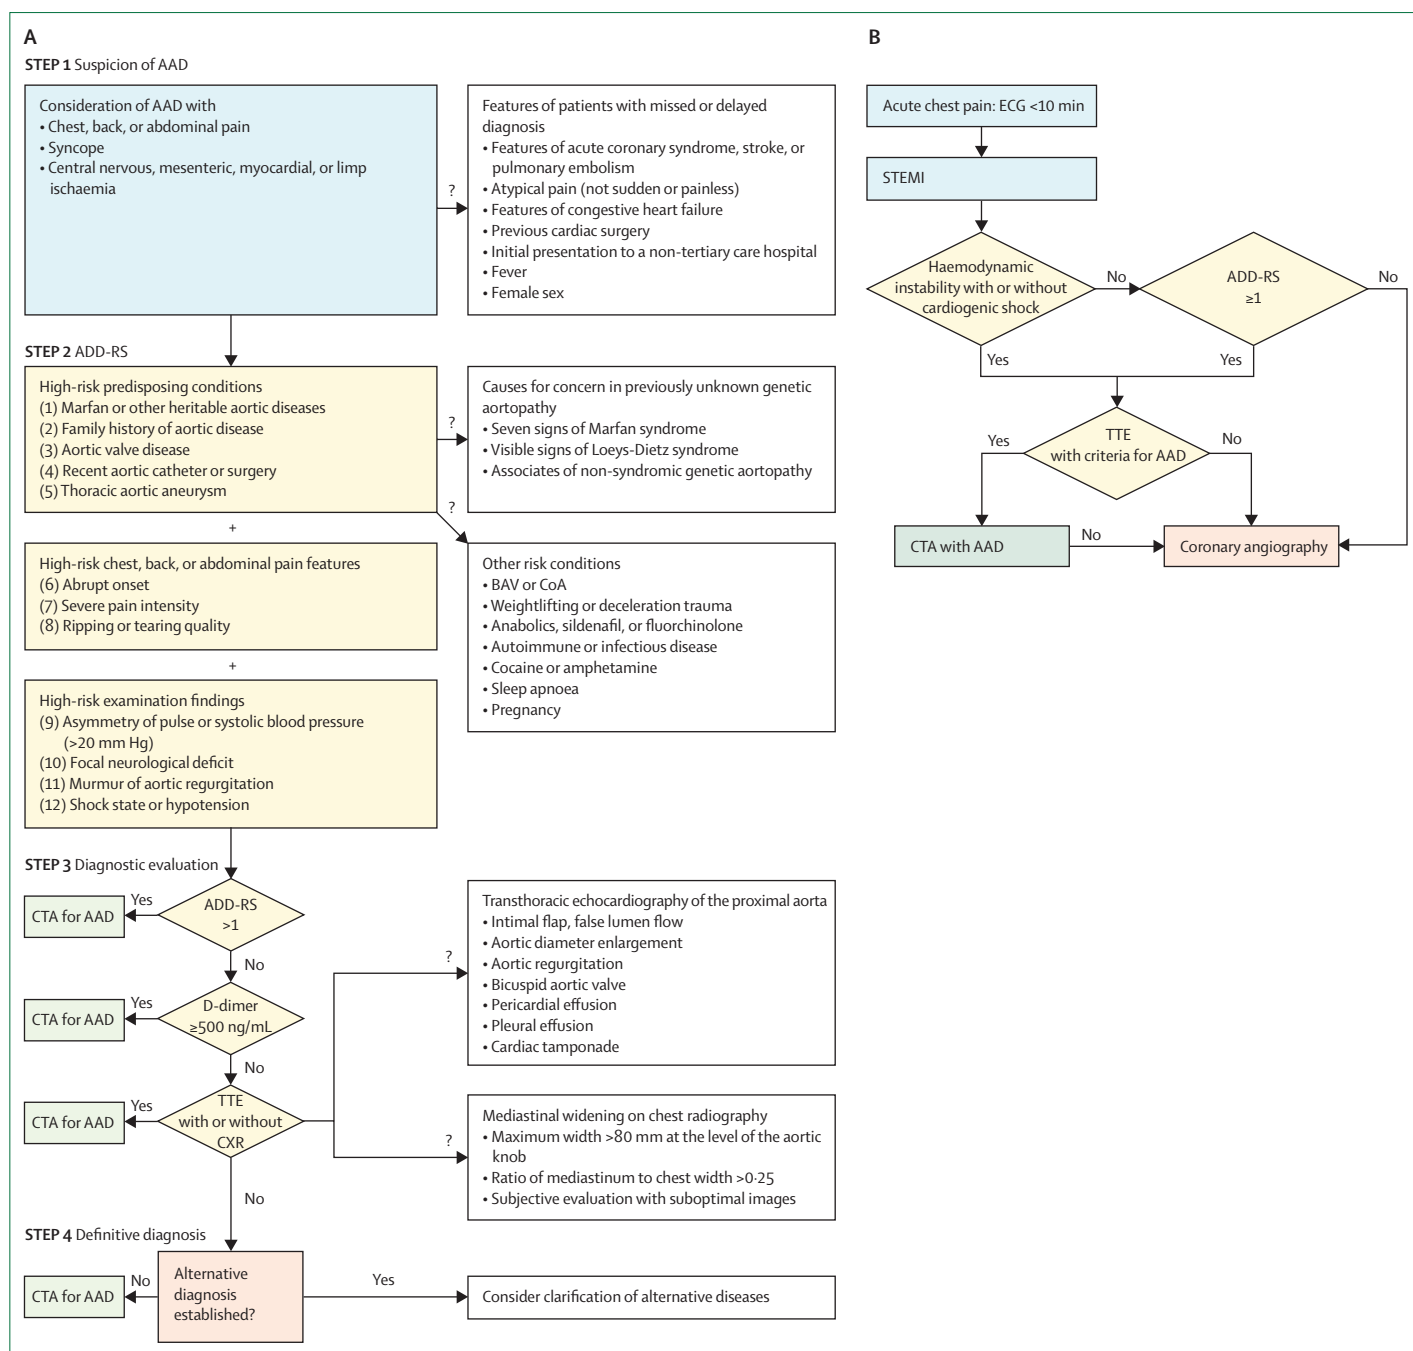 A
STEP 1 Suspicion of AAD
Consideration of AAD with
• Chest, back, or abdominal pain
• Syncope
• Central nervous, mesenteric, myocardial, or limp
ischaemia
?
Features of patients with missed or delayed
diagnosis
• Features of acute coronary syndrome, stroke, or
pulmonary embolism
• Atypical pain (not sudden or painless)
• Features of congestive heart failure
• Previous cardiac surgery
• Initial presentation to a non-tertiary care hospital
• Fever
• Female sex
STEP 2 ADD-RS
High-risk predisposing conditions
(1) Marfan or other heritable aortic diseases
(2) Family history of aortic disease
(3) Aortic valve disease
(4) Recent aortic catheter or surgery
(5) Thoracic aortic aneurysm
?
Causes for concern in previously unknown genetic
aortopathy
• Seven signs of Marfan syndrome
• Visible signs of Loeys-Dietz syndrome
• Associates of non-syndromic genetic aortopathy
?
+
High-risk chest, back, or abdominal pain features
(6) Abrupt onset
(7) Severe pain intensity
(8) Ripping or tearing quality
Other risk conditions
• BAV or CoA
• Weightlifting or deceleration trauma
• Anabolics, sildenafil, or fluorchinolone
• Autoimmune or infectious disease
• Cocaine or amphetamine
• Sleep apnoea
• Pregnancy
+
High-risk examination findings
(9) Asymmetry of pulse or systolic blood pressure
(>20 mm Hg)
(10) Focal neurological deficit
(11) Murmur of aortic regurgitation
(12) Shock state or hypotension
STEP 3 Diagnostic evaluation
CTA for AAD
Yes
ADD-RS
>1
No
CTA for AAD
Yes
D-dimer
≥500 ng/mL
No
CTA for AAD
Yes
TTE
with or without
CXR
No
?
Transthoracic echocardiography of the proximal aorta
• Intimal flap, false lumen flow
• Aortic diameter enlargement
• Aortic regurgitation
• Bicuspid aortic valve
• Pericardial effusion
• Pleural effusion
• Cardiac tamponade
?
Mediastinal widening on chest radiography
• Maximum width >80 mm at the level of the aortic
knob
• Ratio of mediastinum to chest width >0·25
• Subjective evaluation with suboptimal images
STEP 4 Definitive diagnosis
CTA for AAD
No
Alternative
diagnosis
established?
Yes
Consider clarification of alternative diseases
B
Acute chest pain: ECG <10 min
STEMI
Haemodynamic
instability with or without
cardiogenic shock
No
ADD-RS
≥1
No
Yes
Yes
TTE
with criteria for AAD
Yes
No
CTA with AAD
No
Coronary angiography